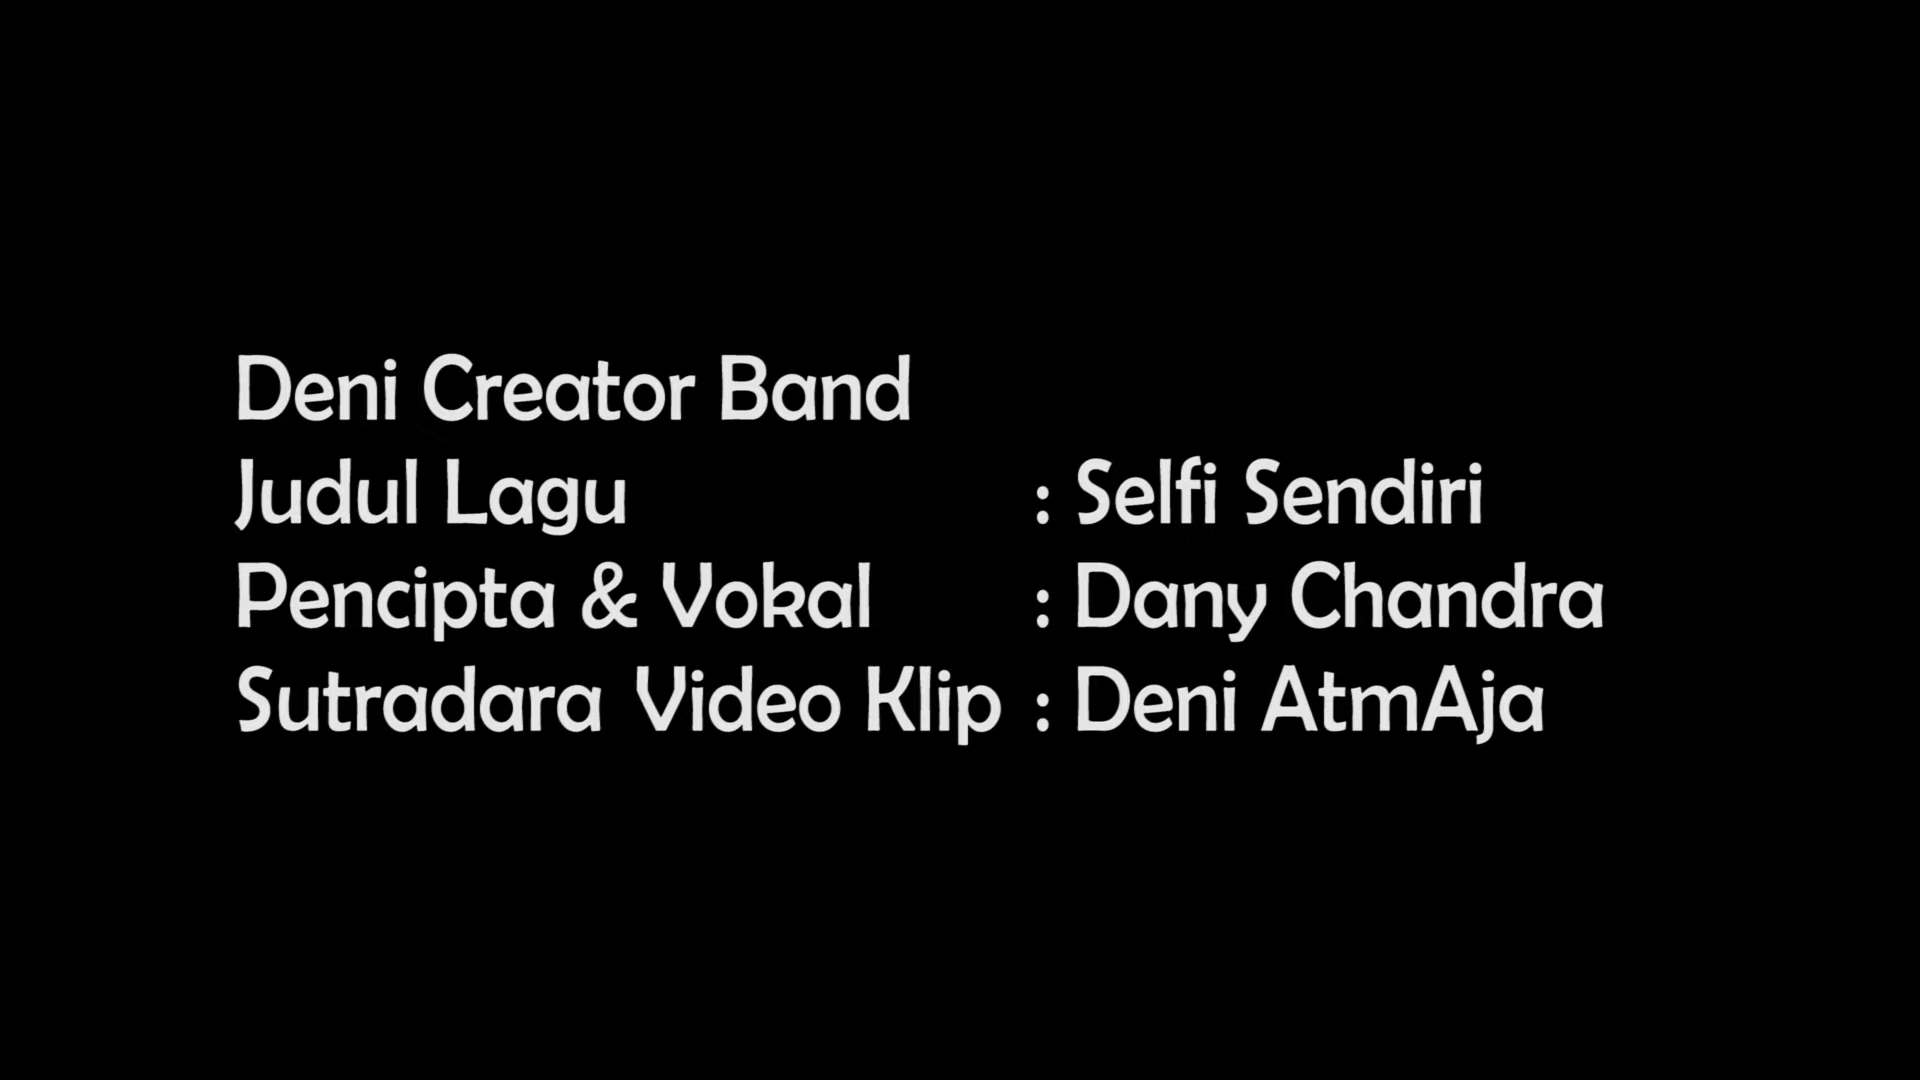 Deni Creator Band
Judul Lagu : Selfi Sendiri
Pencipta & Vokal : Dany Chandra
Sutradara Video Klip : Deni AtmAja